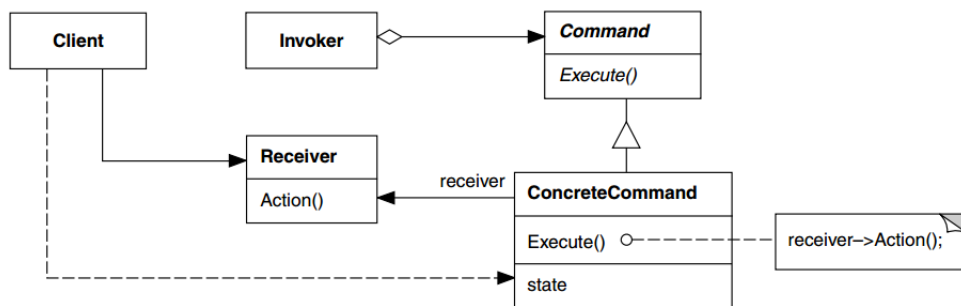 Client
Invoker
Command
Execute()
Receiver
Action()
receiver
ConcreteCommand
Execute()
receiver–>Action();
state